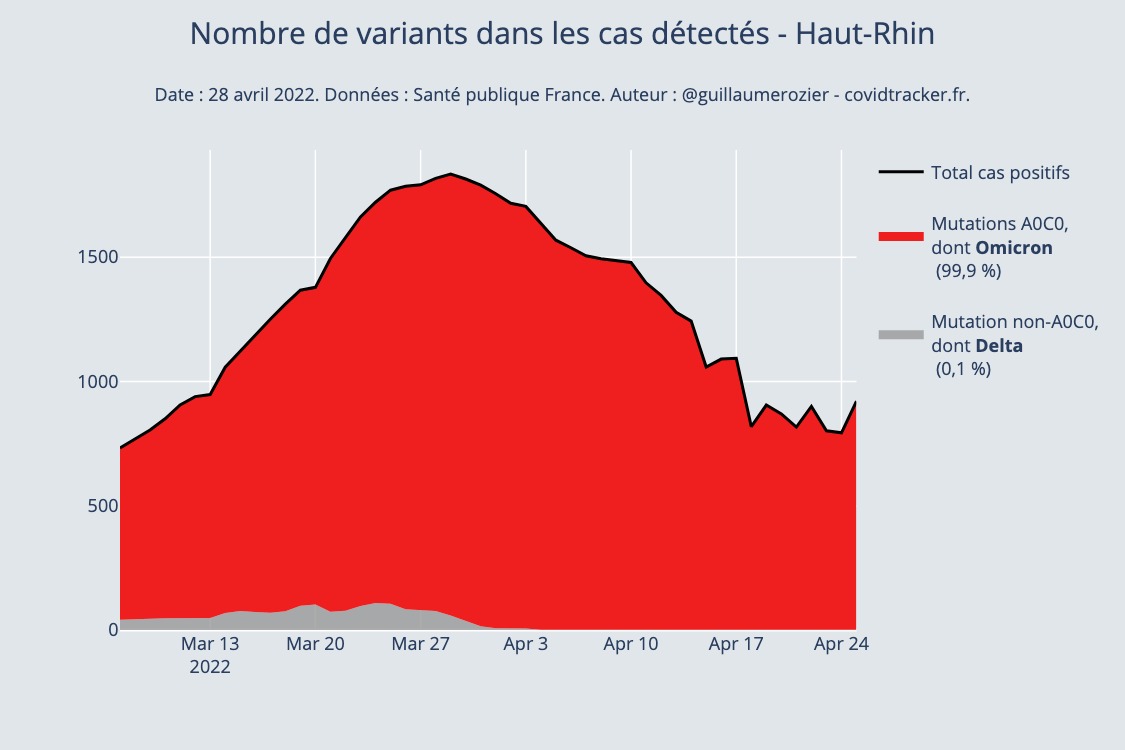 Nombre de variants dans les cas détectés - Haut-Rhin
Date : 28 avril 2022. Données : Santé publique France. Auteur : @guillaumerozier - covidtracker.fr.
Total cas positifs
Mutations A0C0,
dont Omicron
(99,9 %)
Mutation non-A0C0,
dont Delta
(0,1 %)
1500
1000
500
0
Mar 13
2022
Mar 20
Mar 27
Apr 3
Apr 10
Apr 17
Apr 24